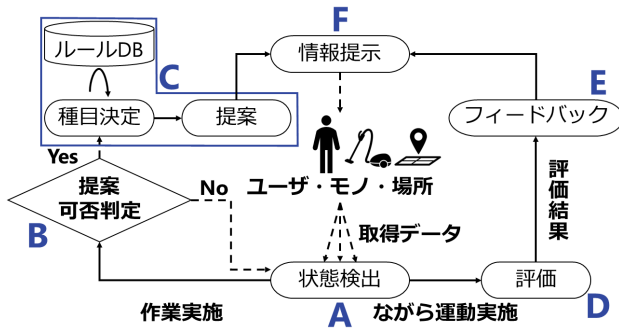 F
ルールDB
情報提示
C
E
種目決定
提案
フィードバック
Yes
提案
可否判定
No
ユーザ・モノ・場所
評価結果
B
取得データ
状態検出
評価
作業実施
A
ながら運動実施
D